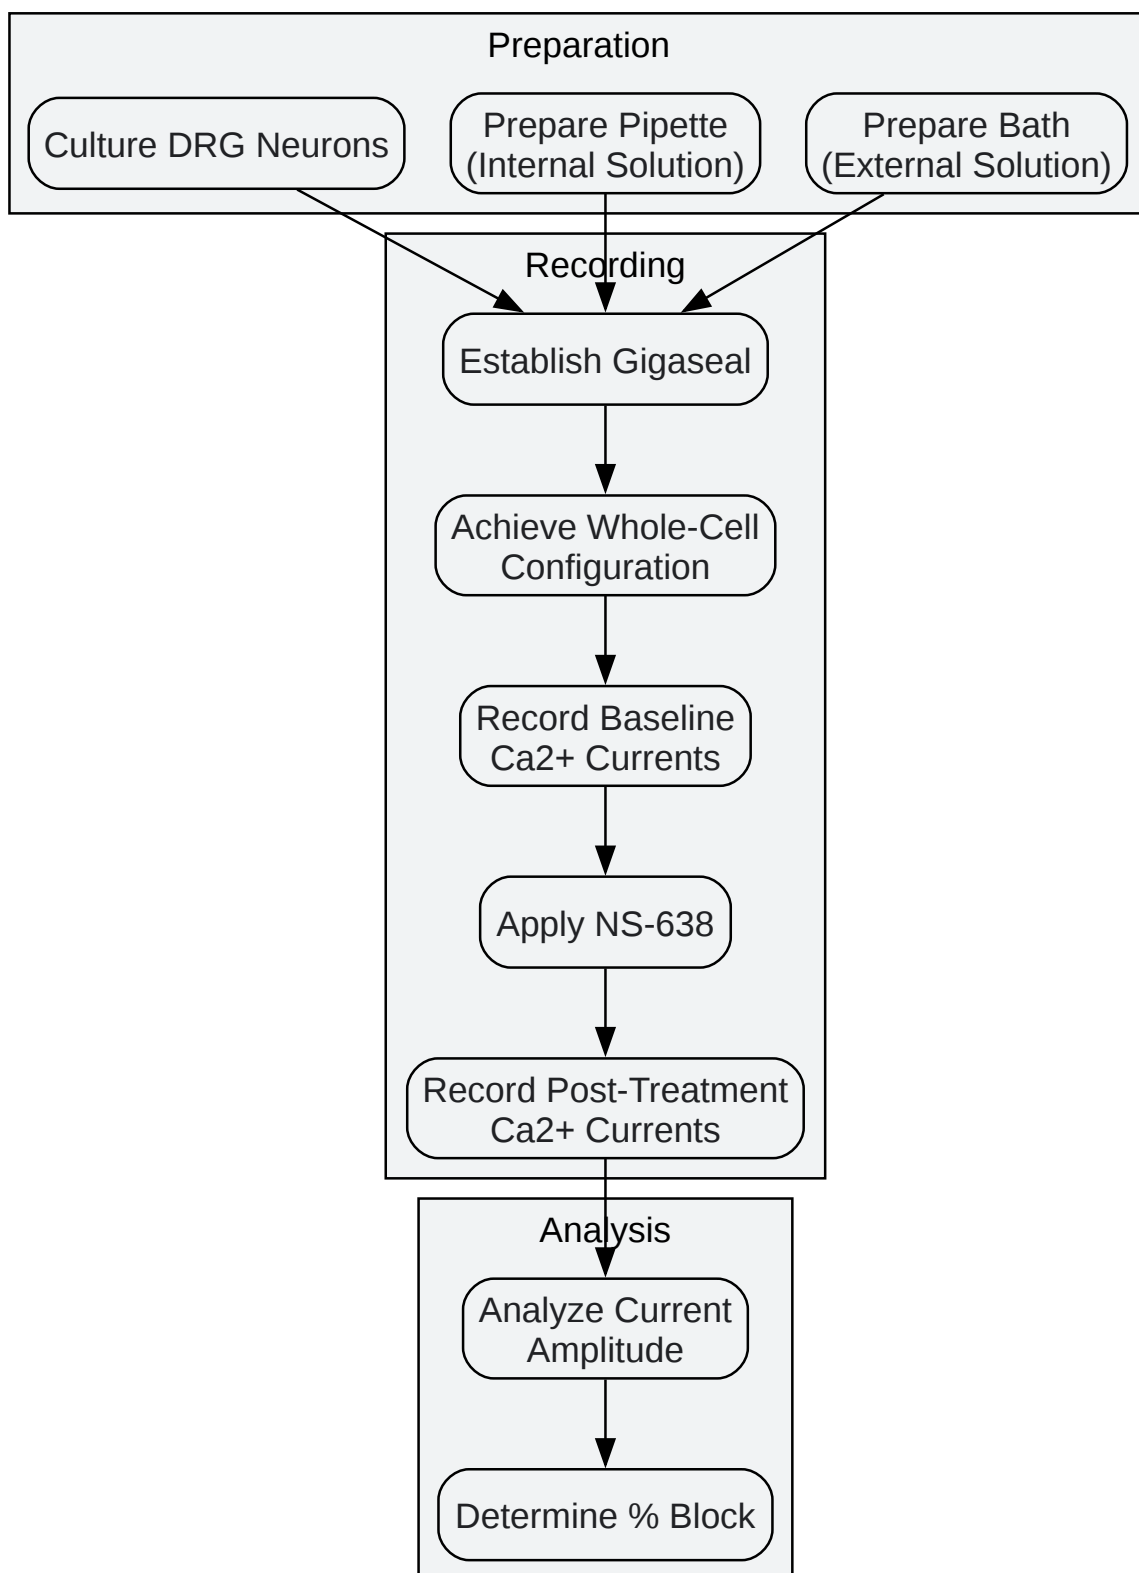 Preparation
Culture DRG Neurons
Prepare Pipette
(Internal Solution)
Prepare Bath
(External Solution)
Recording
Establish Gigaseal
Achieve Whole-Cell
Configuration
Record Baseline
Ca2+ Currents
Apply NS-638
Record Post-Treatment
Ca2+ Currents
Analysis
Analyze Current
Amplitude
Determine % Block